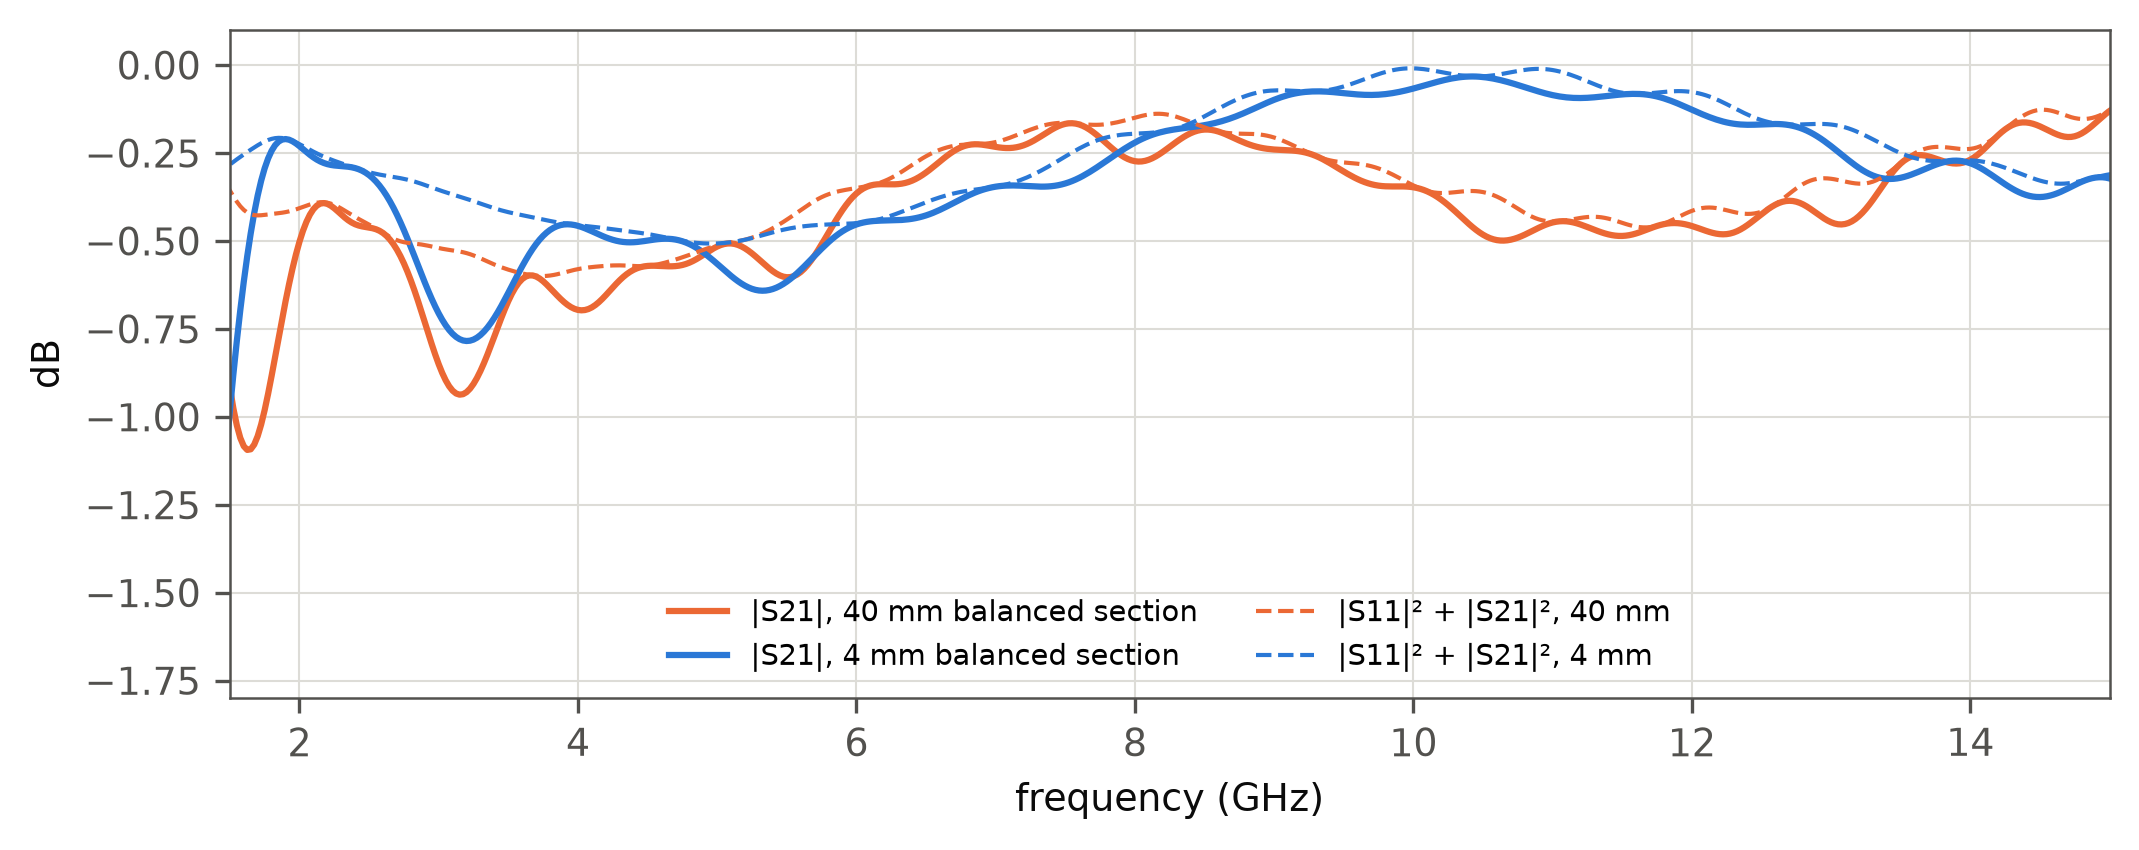 0.00
−0.25
−0.50
−0.75
−1.00
−1.25
−1.50
−1.75
dB
|S21|, 40 mm balanced section
|S21|, 4 mm balanced section
|S11|² + |S21|², 40 mm
|S11|² + |S21|², 4 mm
2 4 6 8 10 12 14
frequency (GHz)